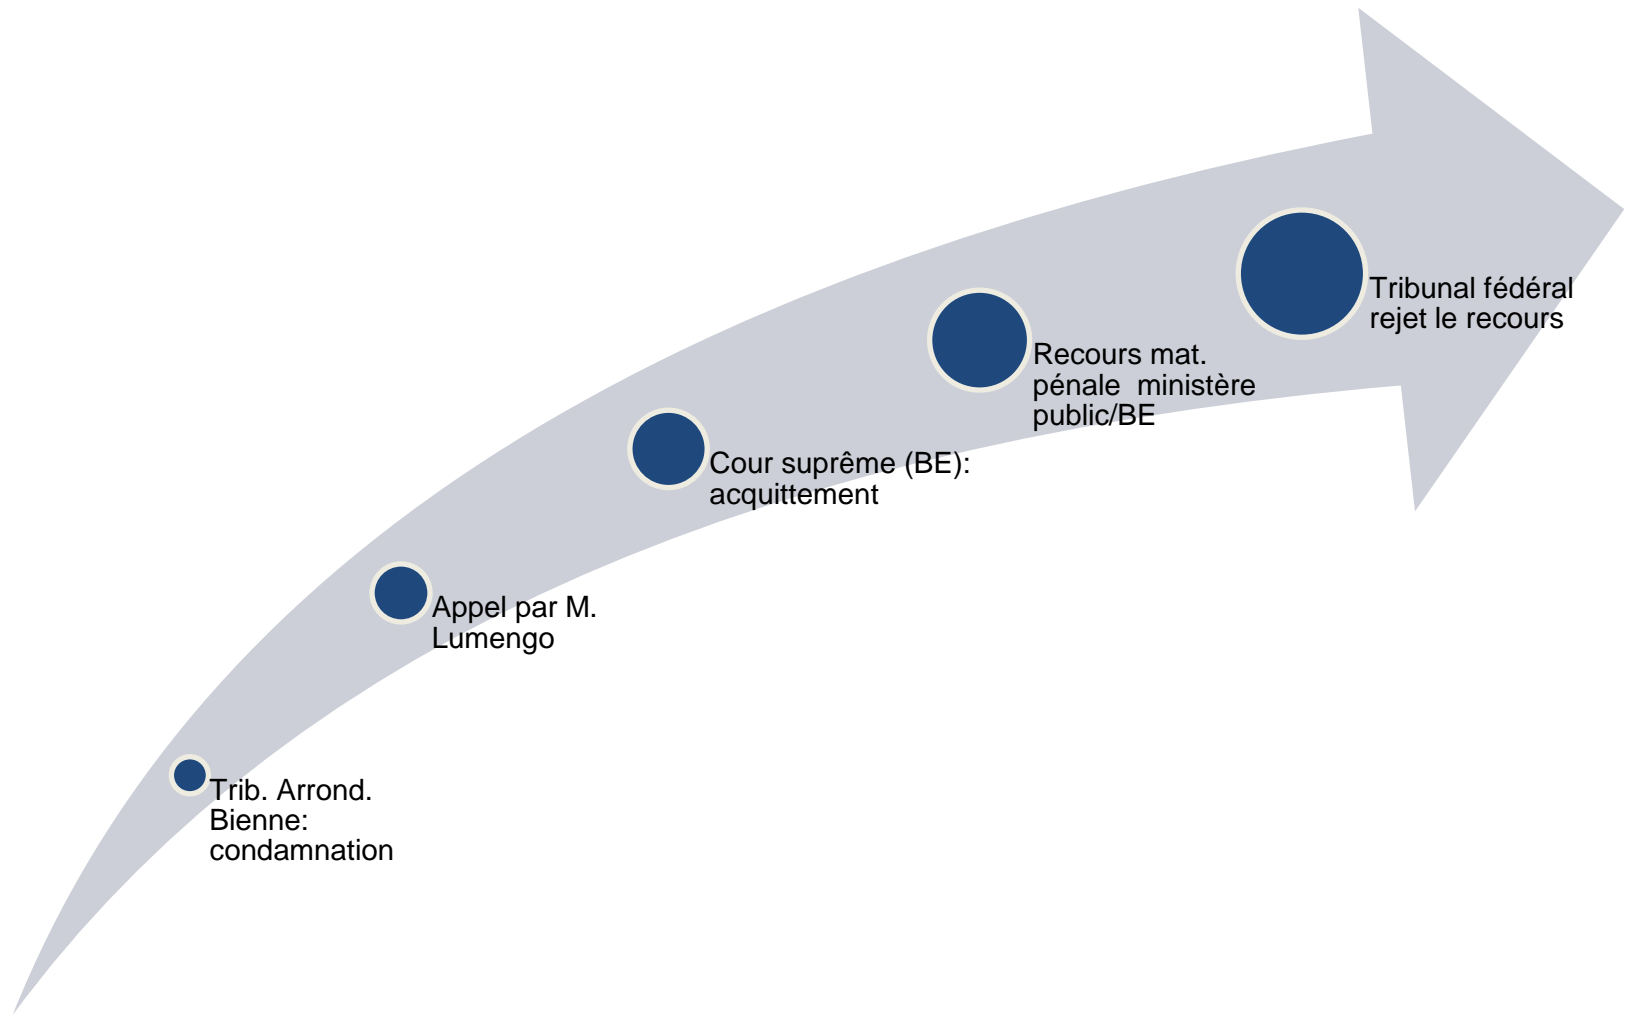 Trib. Arrond.
Bienne:
condamnation
Appel par M.
Lumengo
Cour suprême (BE):
acquittement
Recours mat.
pénale  ministère
public/BE
Tribunal fédéral
rejet le recours